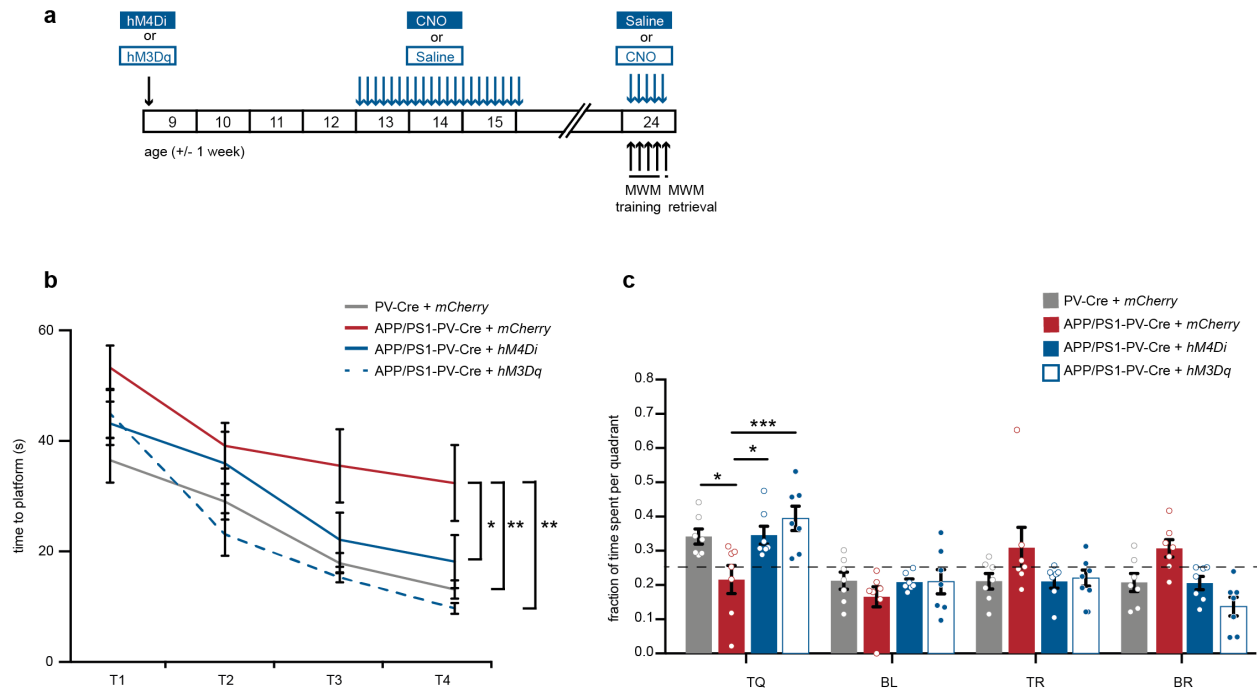 a
hM4Di
or
hM3Dq
CNO
or
Saline
Saline
or
CNO
9 10 11 12 13 14 15 24
age (+/- 1 week)
MWM training
MWM retrieval
b
PV-Cre + mCherry
APP/PS1-PV-Cre + mCherry
APP/PS1-PV-Cre + hM4Di
APP/PS1-PV-Cre + hM3Dq
time to platform (s)
60
40
20
0
* ** **
T1 T2 T3 T4
c
PV-Cre + mCherry
APP/PS1-PV-Cre + mCherry
APP/PS1-PV-Cre + hM4Di
APP/PS1-PV-Cre + hM3Dq
fraction of time spent per quadrant
0.8
0.7
0.6
0.5
0.4
0.3
0.2
0.1
0.0
***
*
*
TQ BL TR BR